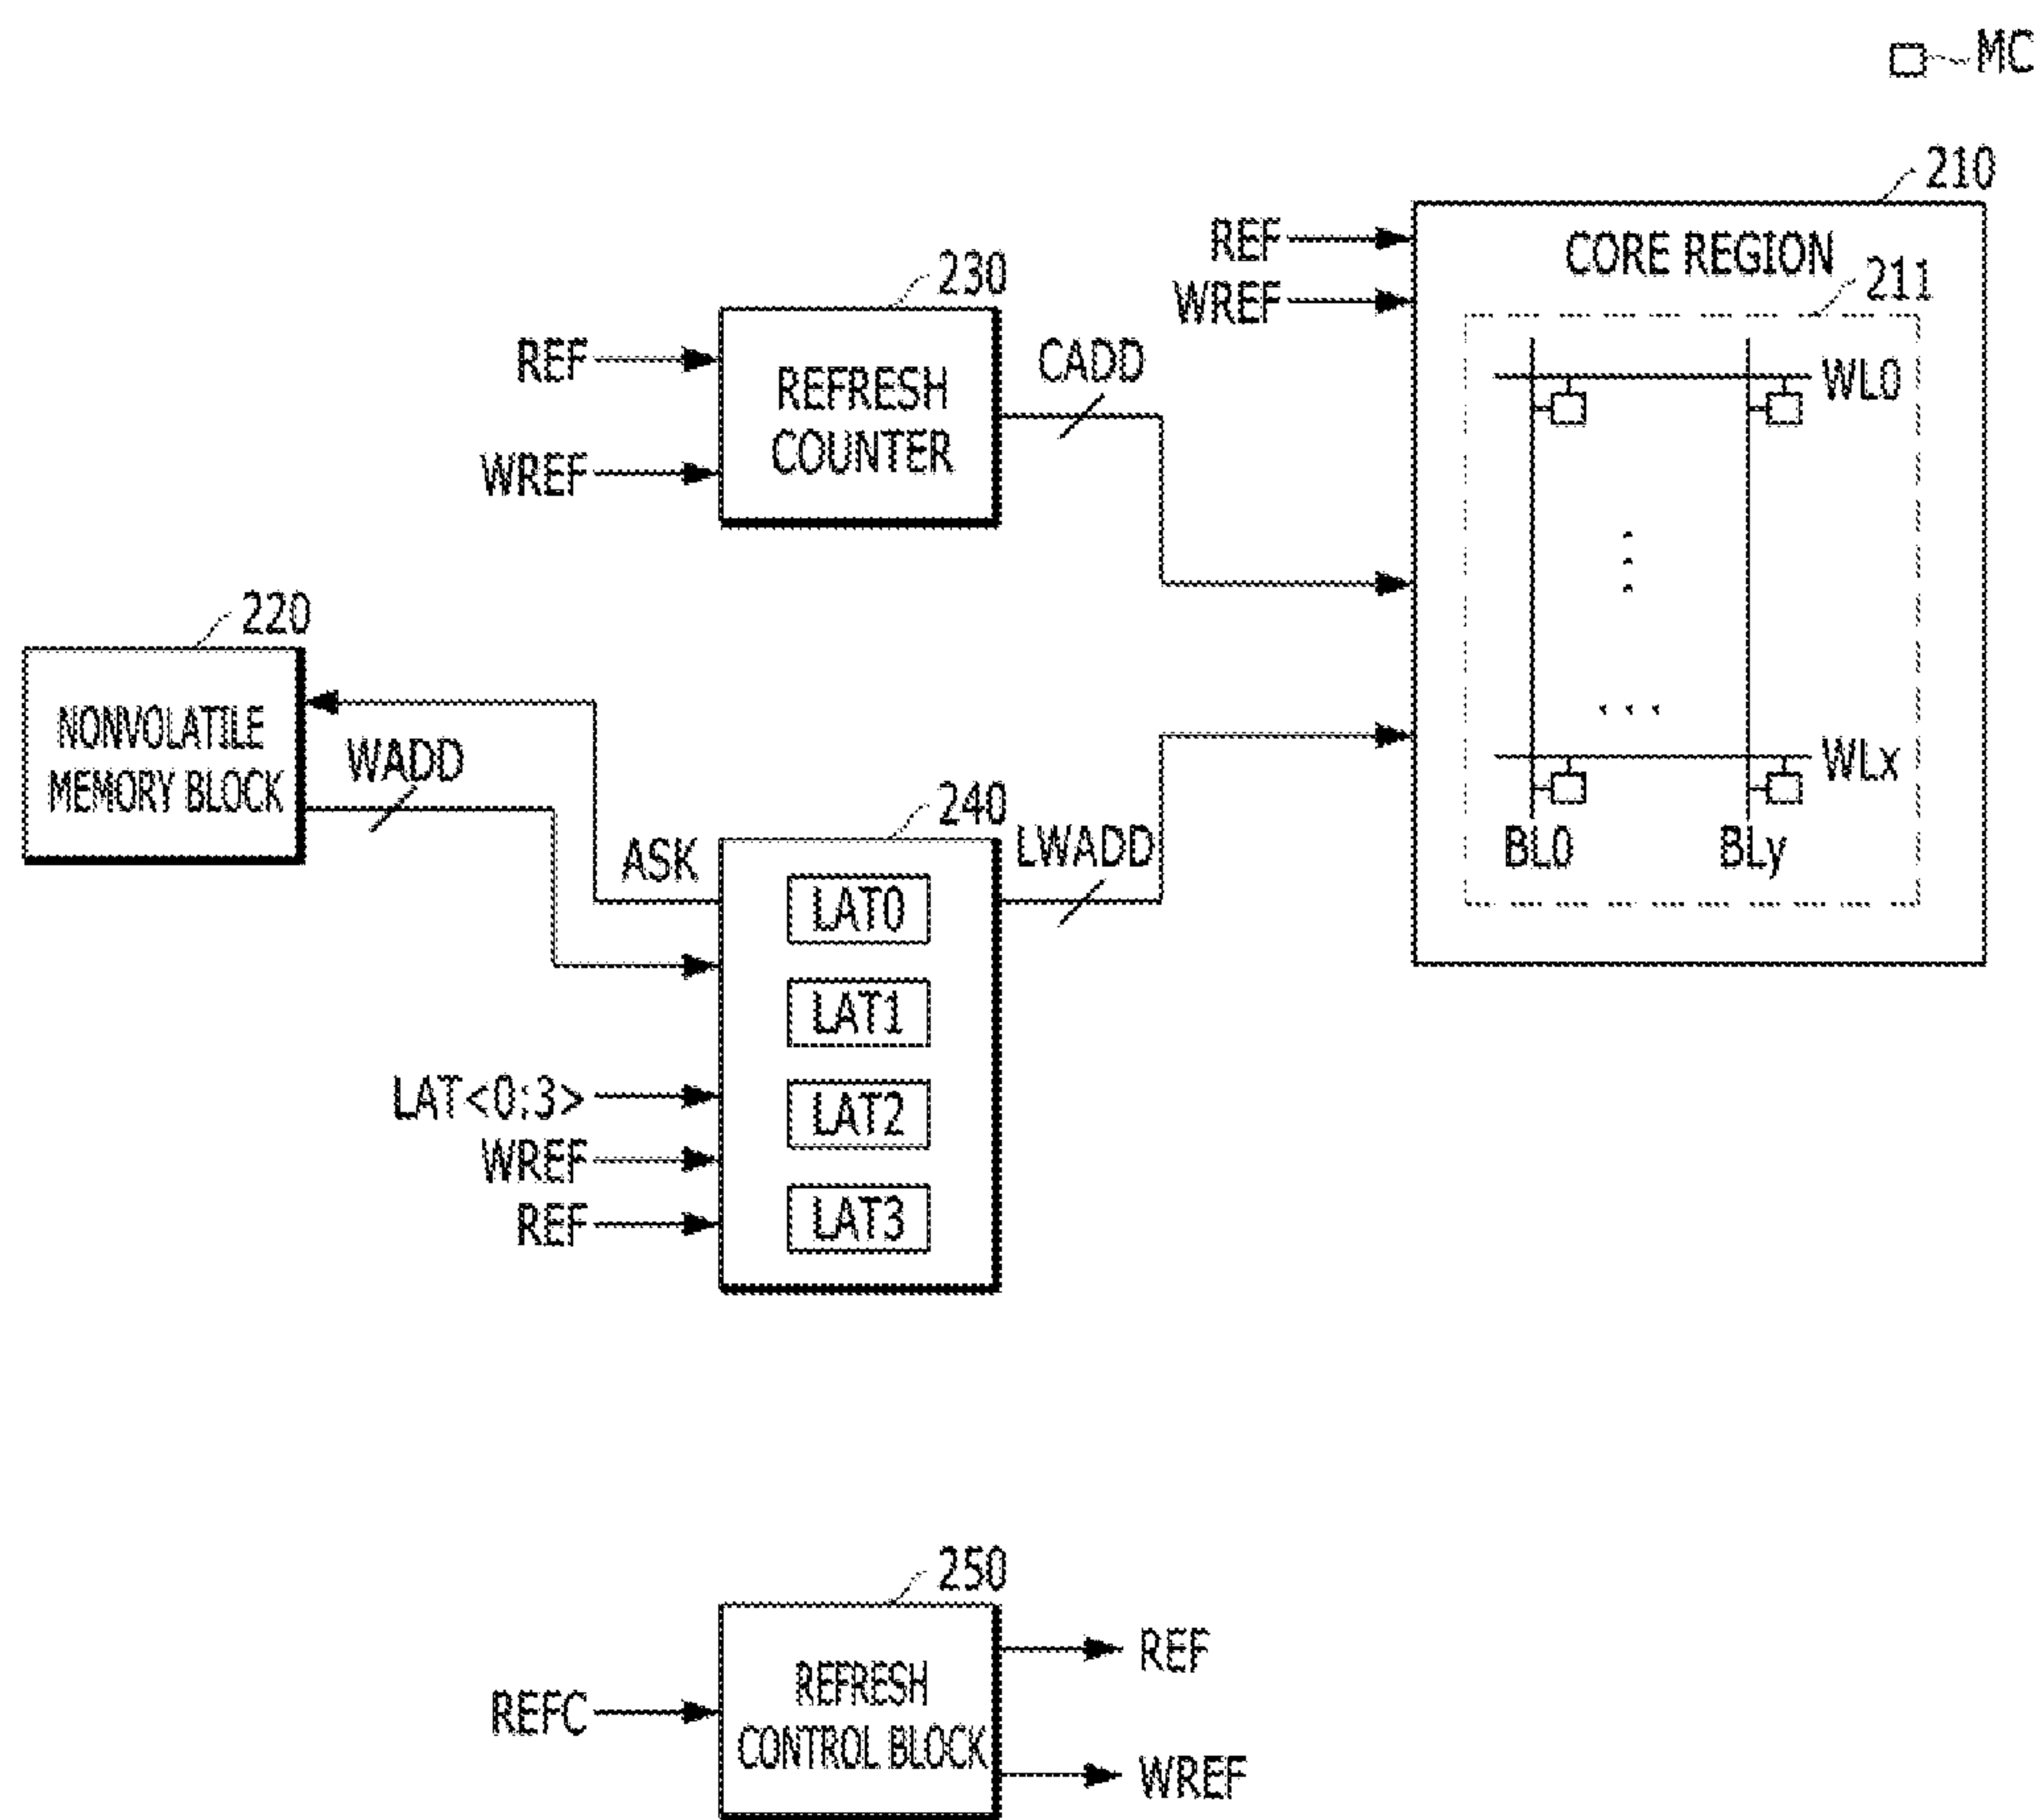 MC
210
REF
CORE REGION
WREF
211
230
REF
REFRESH
COUNTER
WREF
CADD
WL0
220
NONVOLATILE
MEMORY BLOCK
WADD
WLx
BL0
BLy
240
ASK
LWADD
LAT0
LAT1
LAT<0:3>
LAT2
WREF
REF
LAT3
250
REFC
REFRESH
CONTROL BLOCK
REF
WREF